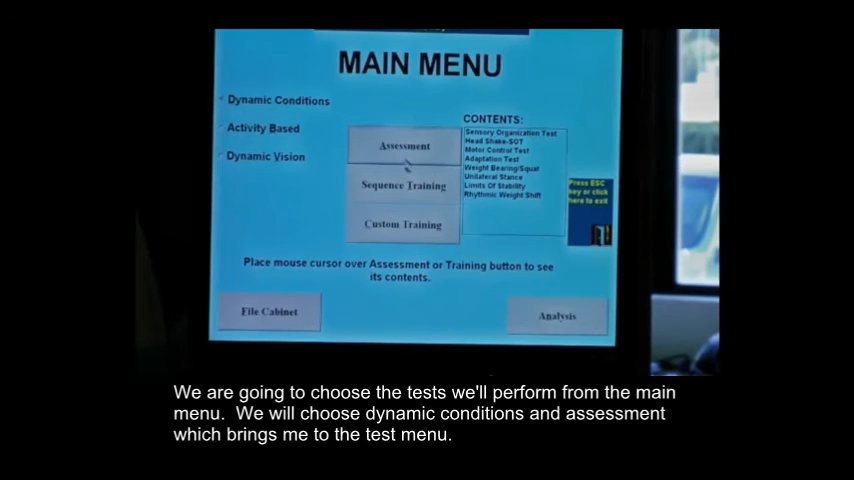 MAIN MENU
Dynamic Conditions
Activity Based
Dynamic Vision
Assessment
Sequence Training
Custom Training
CONTENTS:
Sensory Organization Test
Head Shake-SOT
Motor Control Test
Adaptation Test
Weight Bearing/Squat
Unilateral Stance
Limits Of Stability
Rhythmic Weight Shift
Press ESC
key or click
here to exit
Place mouse cursor over Assessment or Training button to see
its contents.
File Cabinet
Analysis
We are going to choose the tests we'll perform from the main
menu. We will choose dynamic conditions and assessment
which brings me to the test menu.